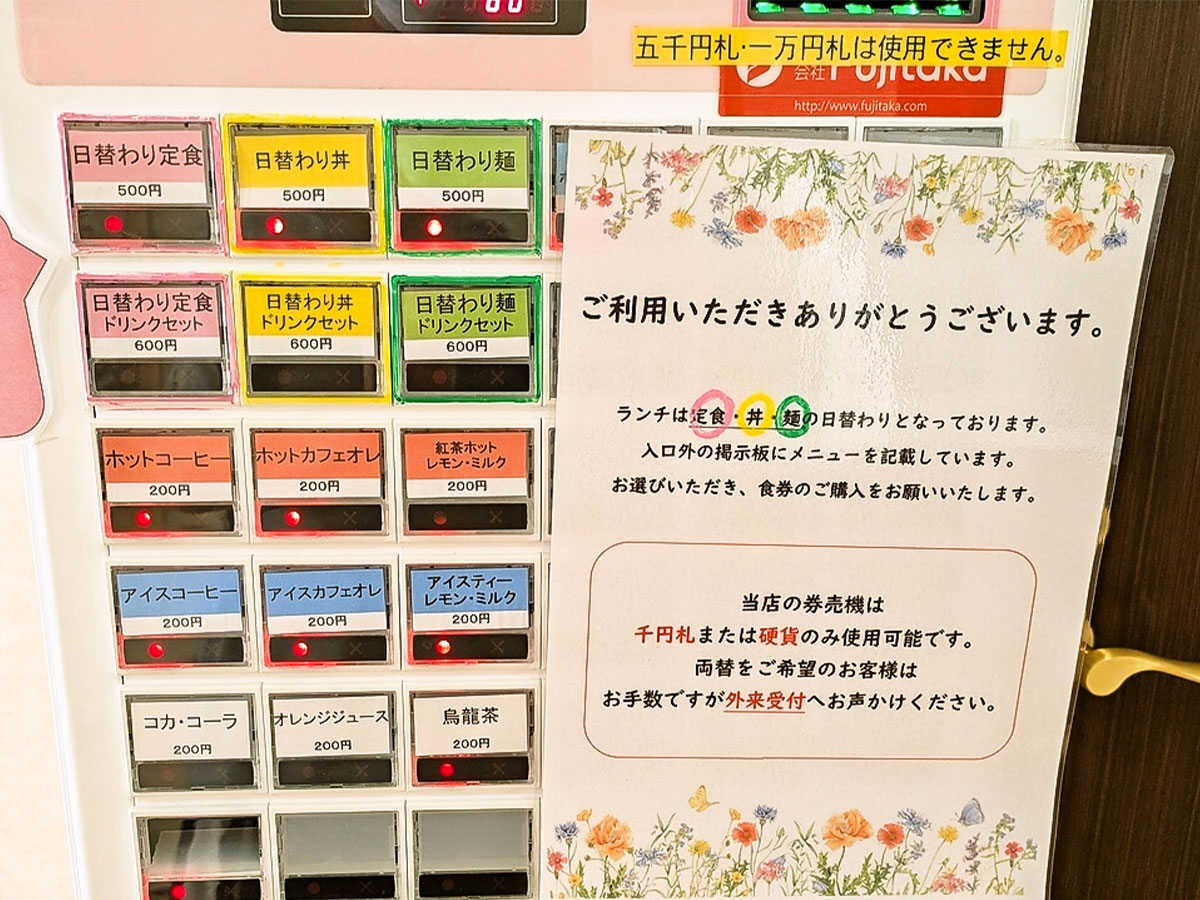 80
五千円札・一万円札は使用できません。
会社 Fujitaka
http://www.fujitaka.com
日替わり定食
500円
日替わり丼
500円
日替わり麺
500円
日替わり定食
ドリンクセット
600円
日替わり丼
ドリンクセット
600円
日替わり麺
ドリンクセット
600円
ホットコーヒー
200円
ホットカフェオレ
200円
紅茶ホット
レモン・ミルク
200円
アイスコーヒー
200円
アイスカフェオレ
200円
アイスティー
レモン・ミルク
200円
コカ・コーラ
200円
オレンジジュース
200円
烏龍茶
200円
ご利用いただきありがとうございます。
ランチは定食・丼・麺の日替わりとなっております。
入口外の掲示板にメニューを記載しています。
お選びいただき、食券のご購入をお願いいたします。
当店の券売機は
千円札または硬貨のみ使用可能です。
両替をご希望のお客様は
お手数ですが外来受付へお声かけください。